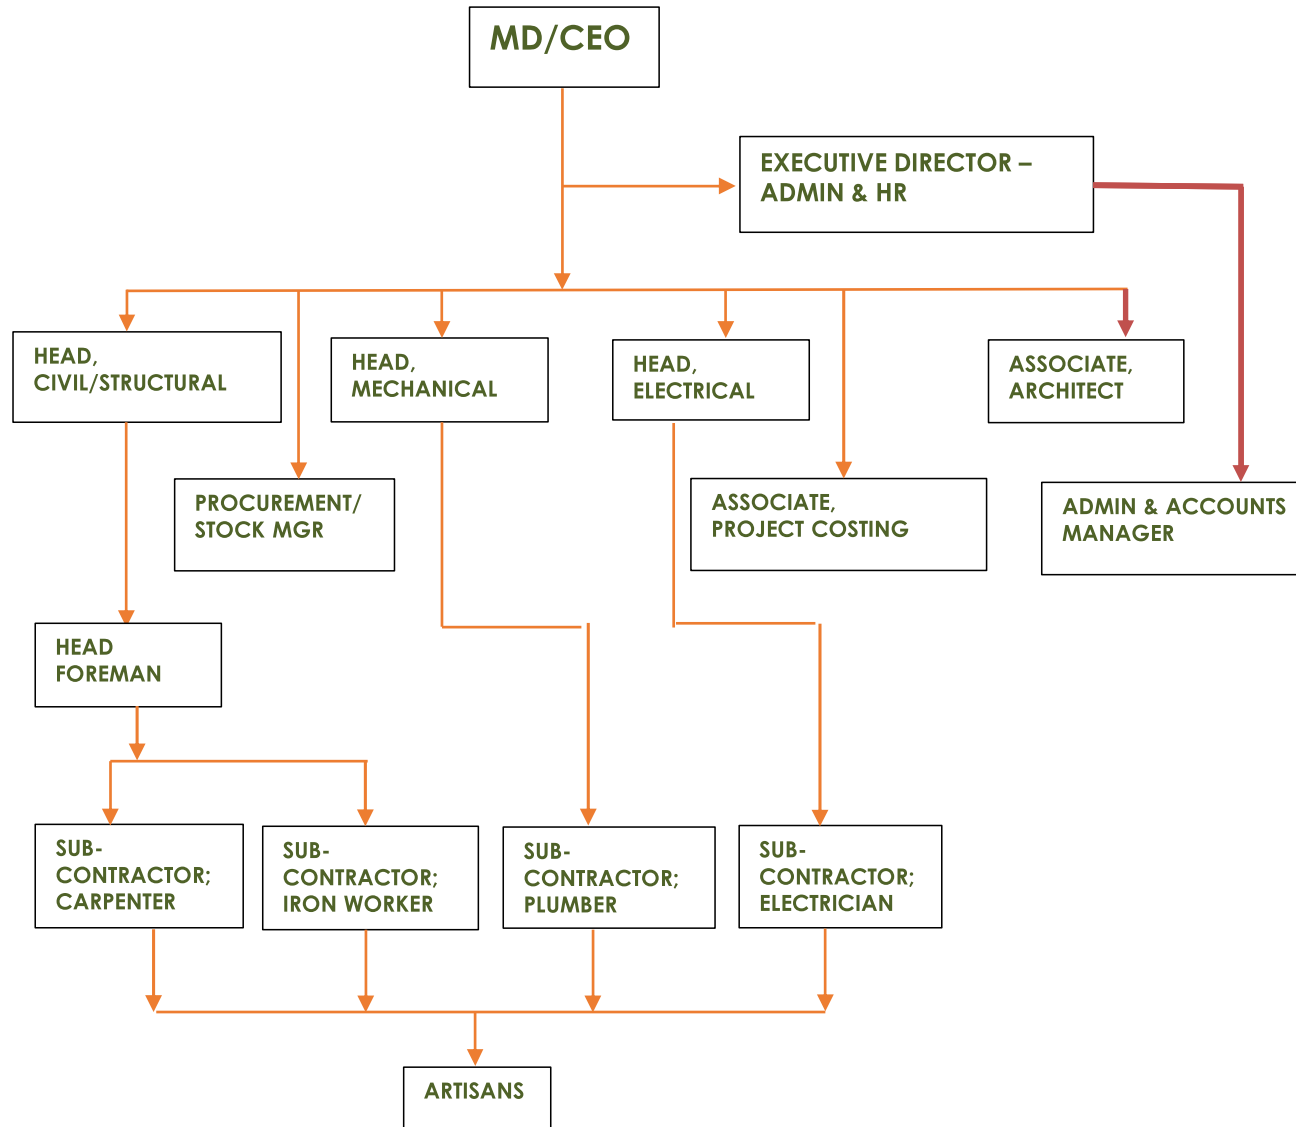 MD/CEO
EXECUTIVE DIRECTOR –
ADMIN & HR
HEAD,
CIVIL/STRUCTURAL
HEAD,
MECHANICAL
HEAD,
ELECTRICAL
ASSOCIATE,
ARCHITECT
PROCUREMENT/
STOCK MGR
ASSOCIATE,
PROJECT COSTING
ADMIN & ACCOUNTS
MANAGER
HEAD
FOREMAN
SUB-
CONTRACTOR;
CARPENTER
SUB-
CONTRACTOR;
IRON WORKER
SUB-
CONTRACTOR;
PLUMBER
SUB-
CONTRACTOR;
ELECTRICIAN
ARTISANS